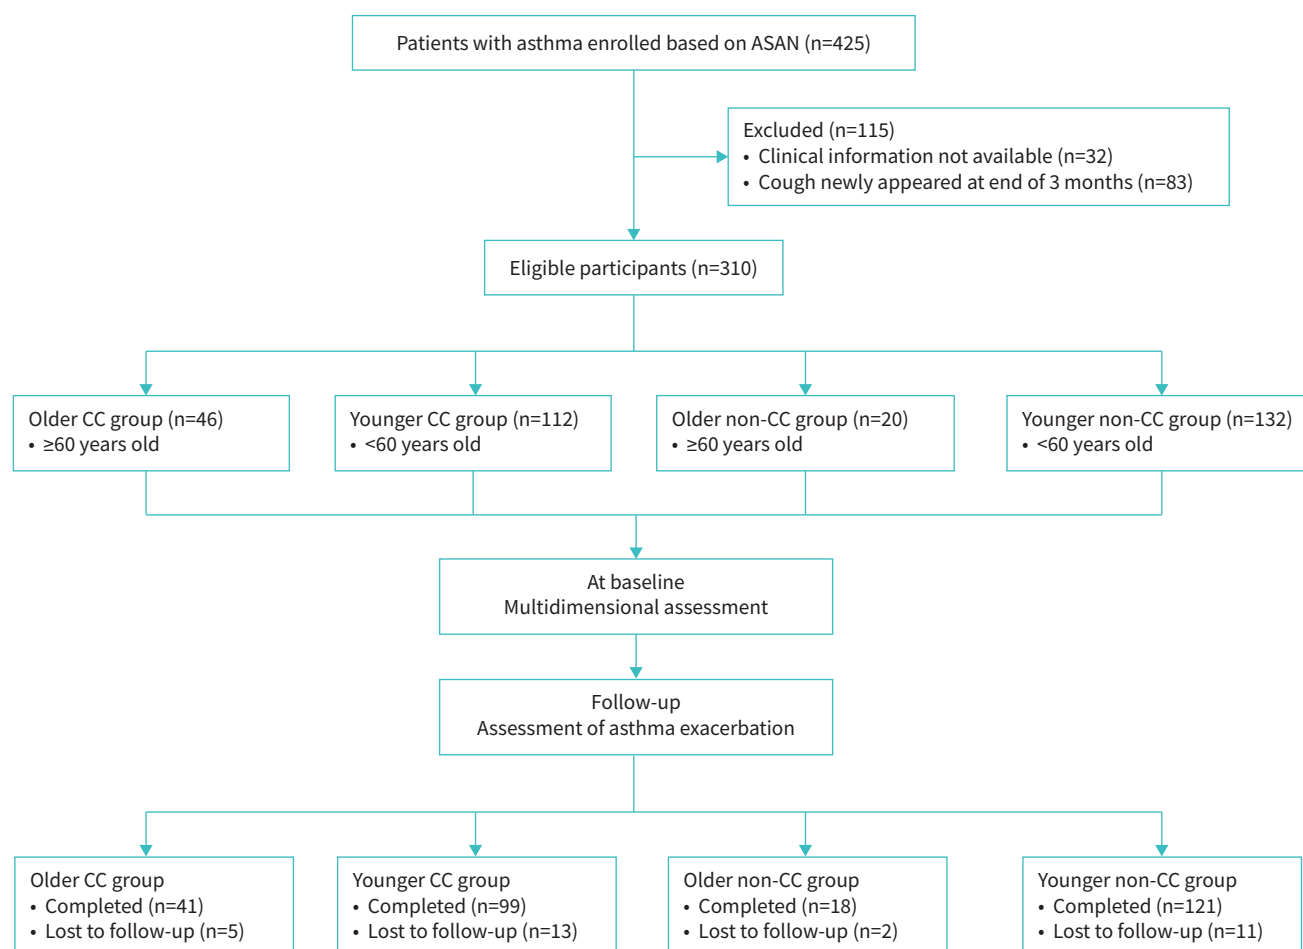 Patients with asthma enrolled based on ASAN (n=425)
Excluded (n=115)
• Clinical information not available (n=32)
• Cough newly appeared at end of 3 months (n=83)
Eligible participants (n=310)
Older CC group (n=46)
• ≥60 years old
Younger CC group (n=112)
• <60 years old
Older non-CC group (n=20)
• ≥60 years old
Younger non-CC group (n=132)
• <60 years old
At baseline
Multidimensional assessment
Follow-up
Assessment of asthma exacerbation
Older CC group
• Completed (n=41)
• Lost to follow-up (n=5)
Younger CC group
• Completed (n=99)
• Lost to follow-up (n=13)
Older non-CC group
• Completed (n=18)
• Lost to follow-up (n=2)
Younger non-CC group
• Completed (n=121)
• Lost to follow-up (n=11)